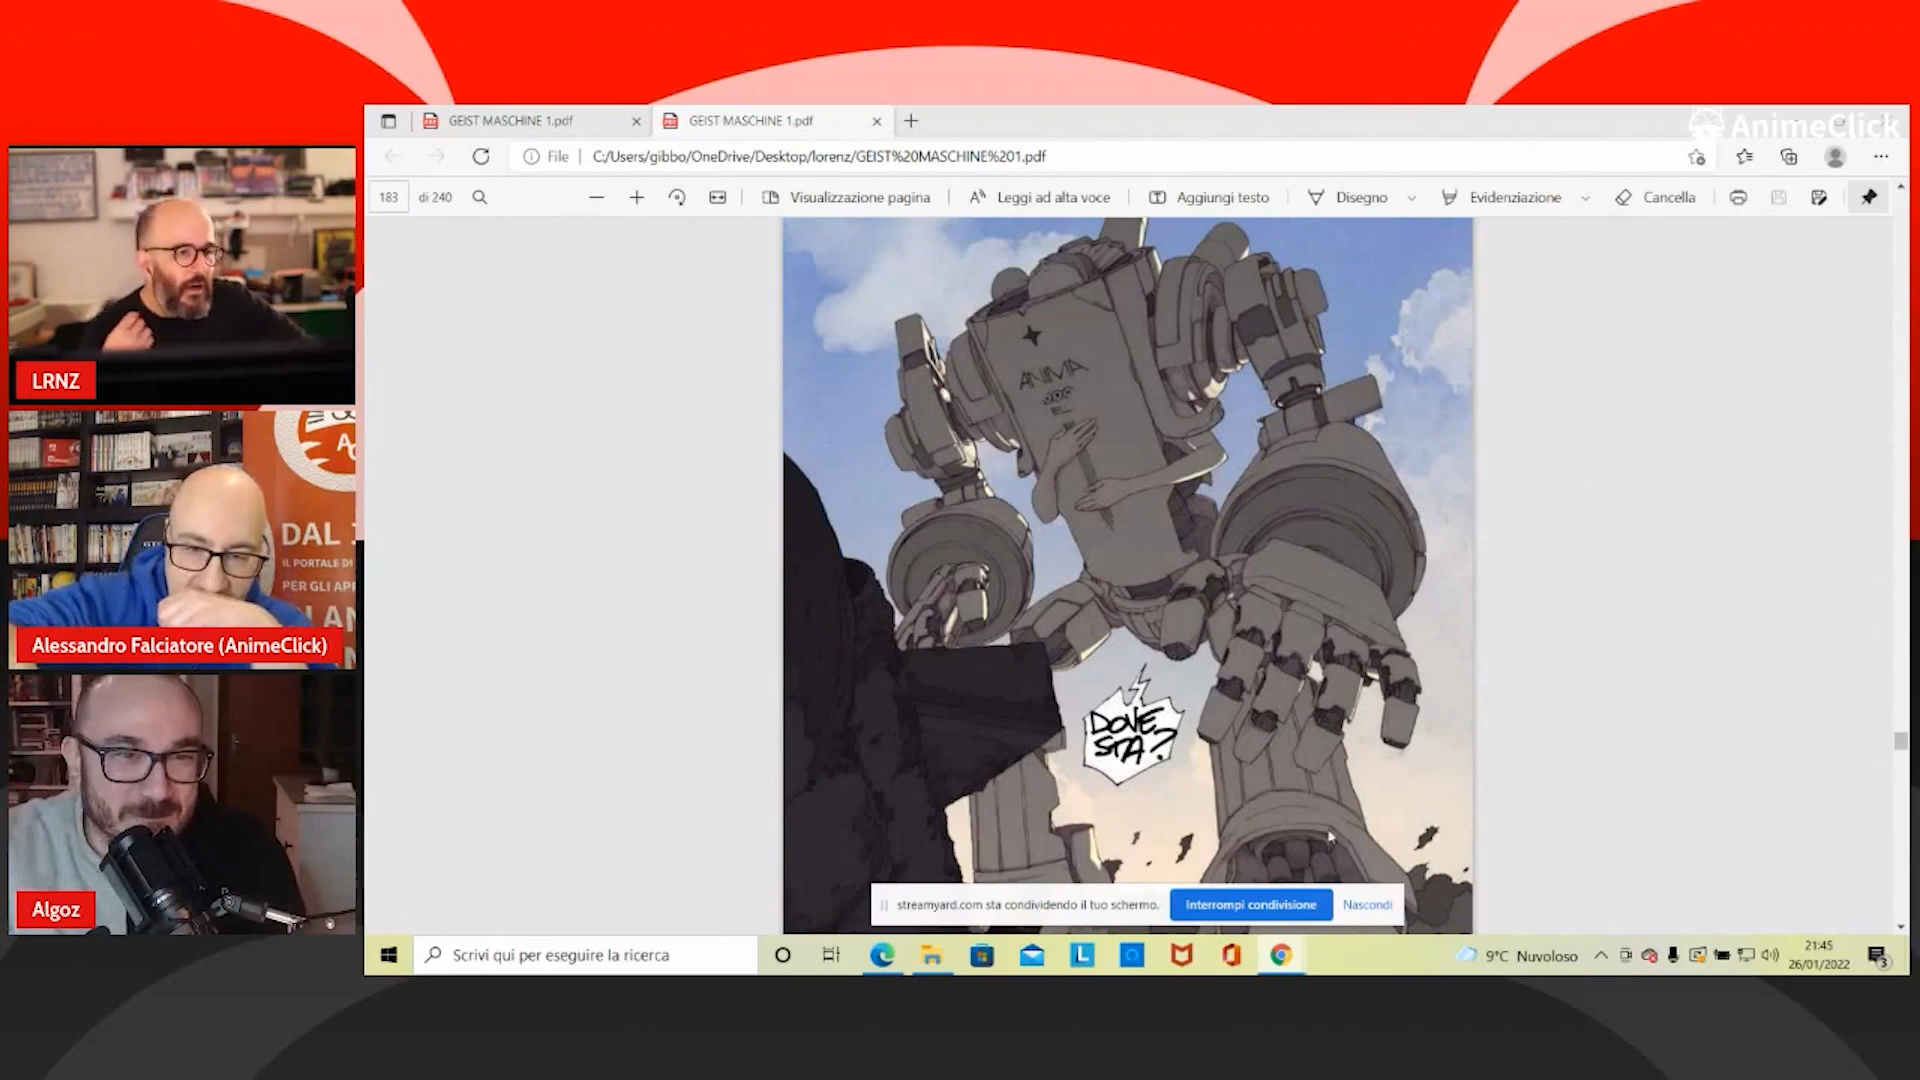 GEIST MASCHINE 1.pdf
GEIST MASCHINE 1.pdf
AnimeClick
File
C:/Users/gibbo/OneDrive/Desktop/lorenz/GEIST%20MASCHINE%201.pdf
183 di 240
Visualizzazione pagina
Leggi ad alta voce
Aggiungi testo
Disegno
Evidenziazione
Cancella
LRNZ
DAL
IL PORTALE DI
PER GLI
Alessandro Falciatore (AnimeClick)
Algoz
ANIMA
DOVE
STA?
streamyard.com sta condividendo il tuo schermo.
Interrompi condivisione
Nascondi
Scrivi qui per eseguire la ricerca
9°C Nuvoloso
21:45
26/01/2022
3